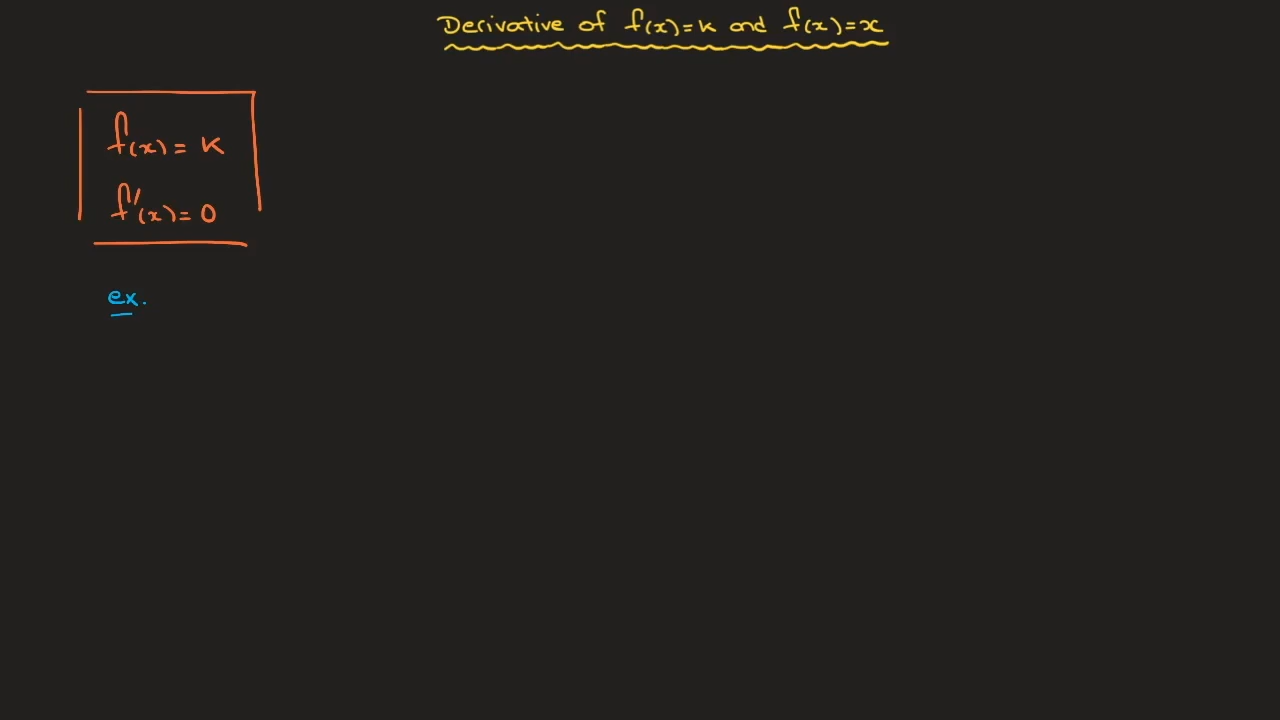 Derivative of f(x)=k and f(x)=x
f(x)= k
f'(x)= 0
ex.